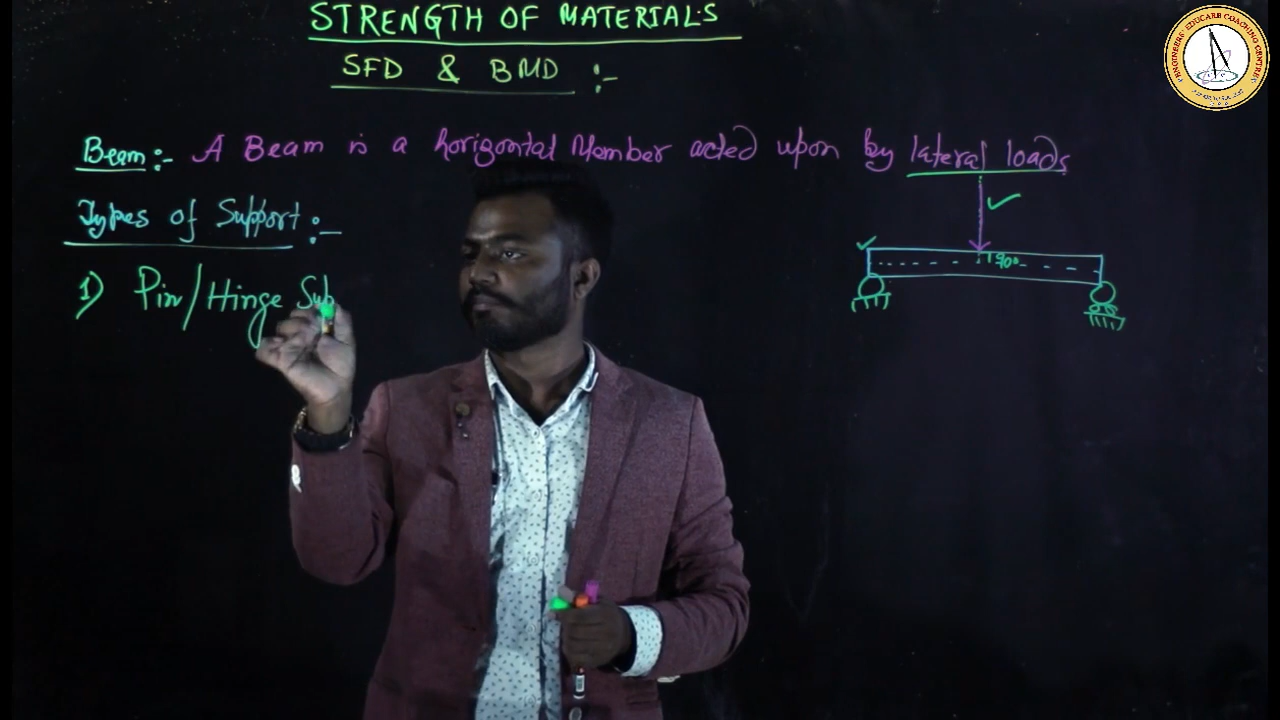 STRENGTH OF MATERIALS
SFD & BMD :-
Beam :- A Beam is a horizontal Member acted upon by lateral loads
Types of Support :-
90°
1) Pin/Hinge Sup